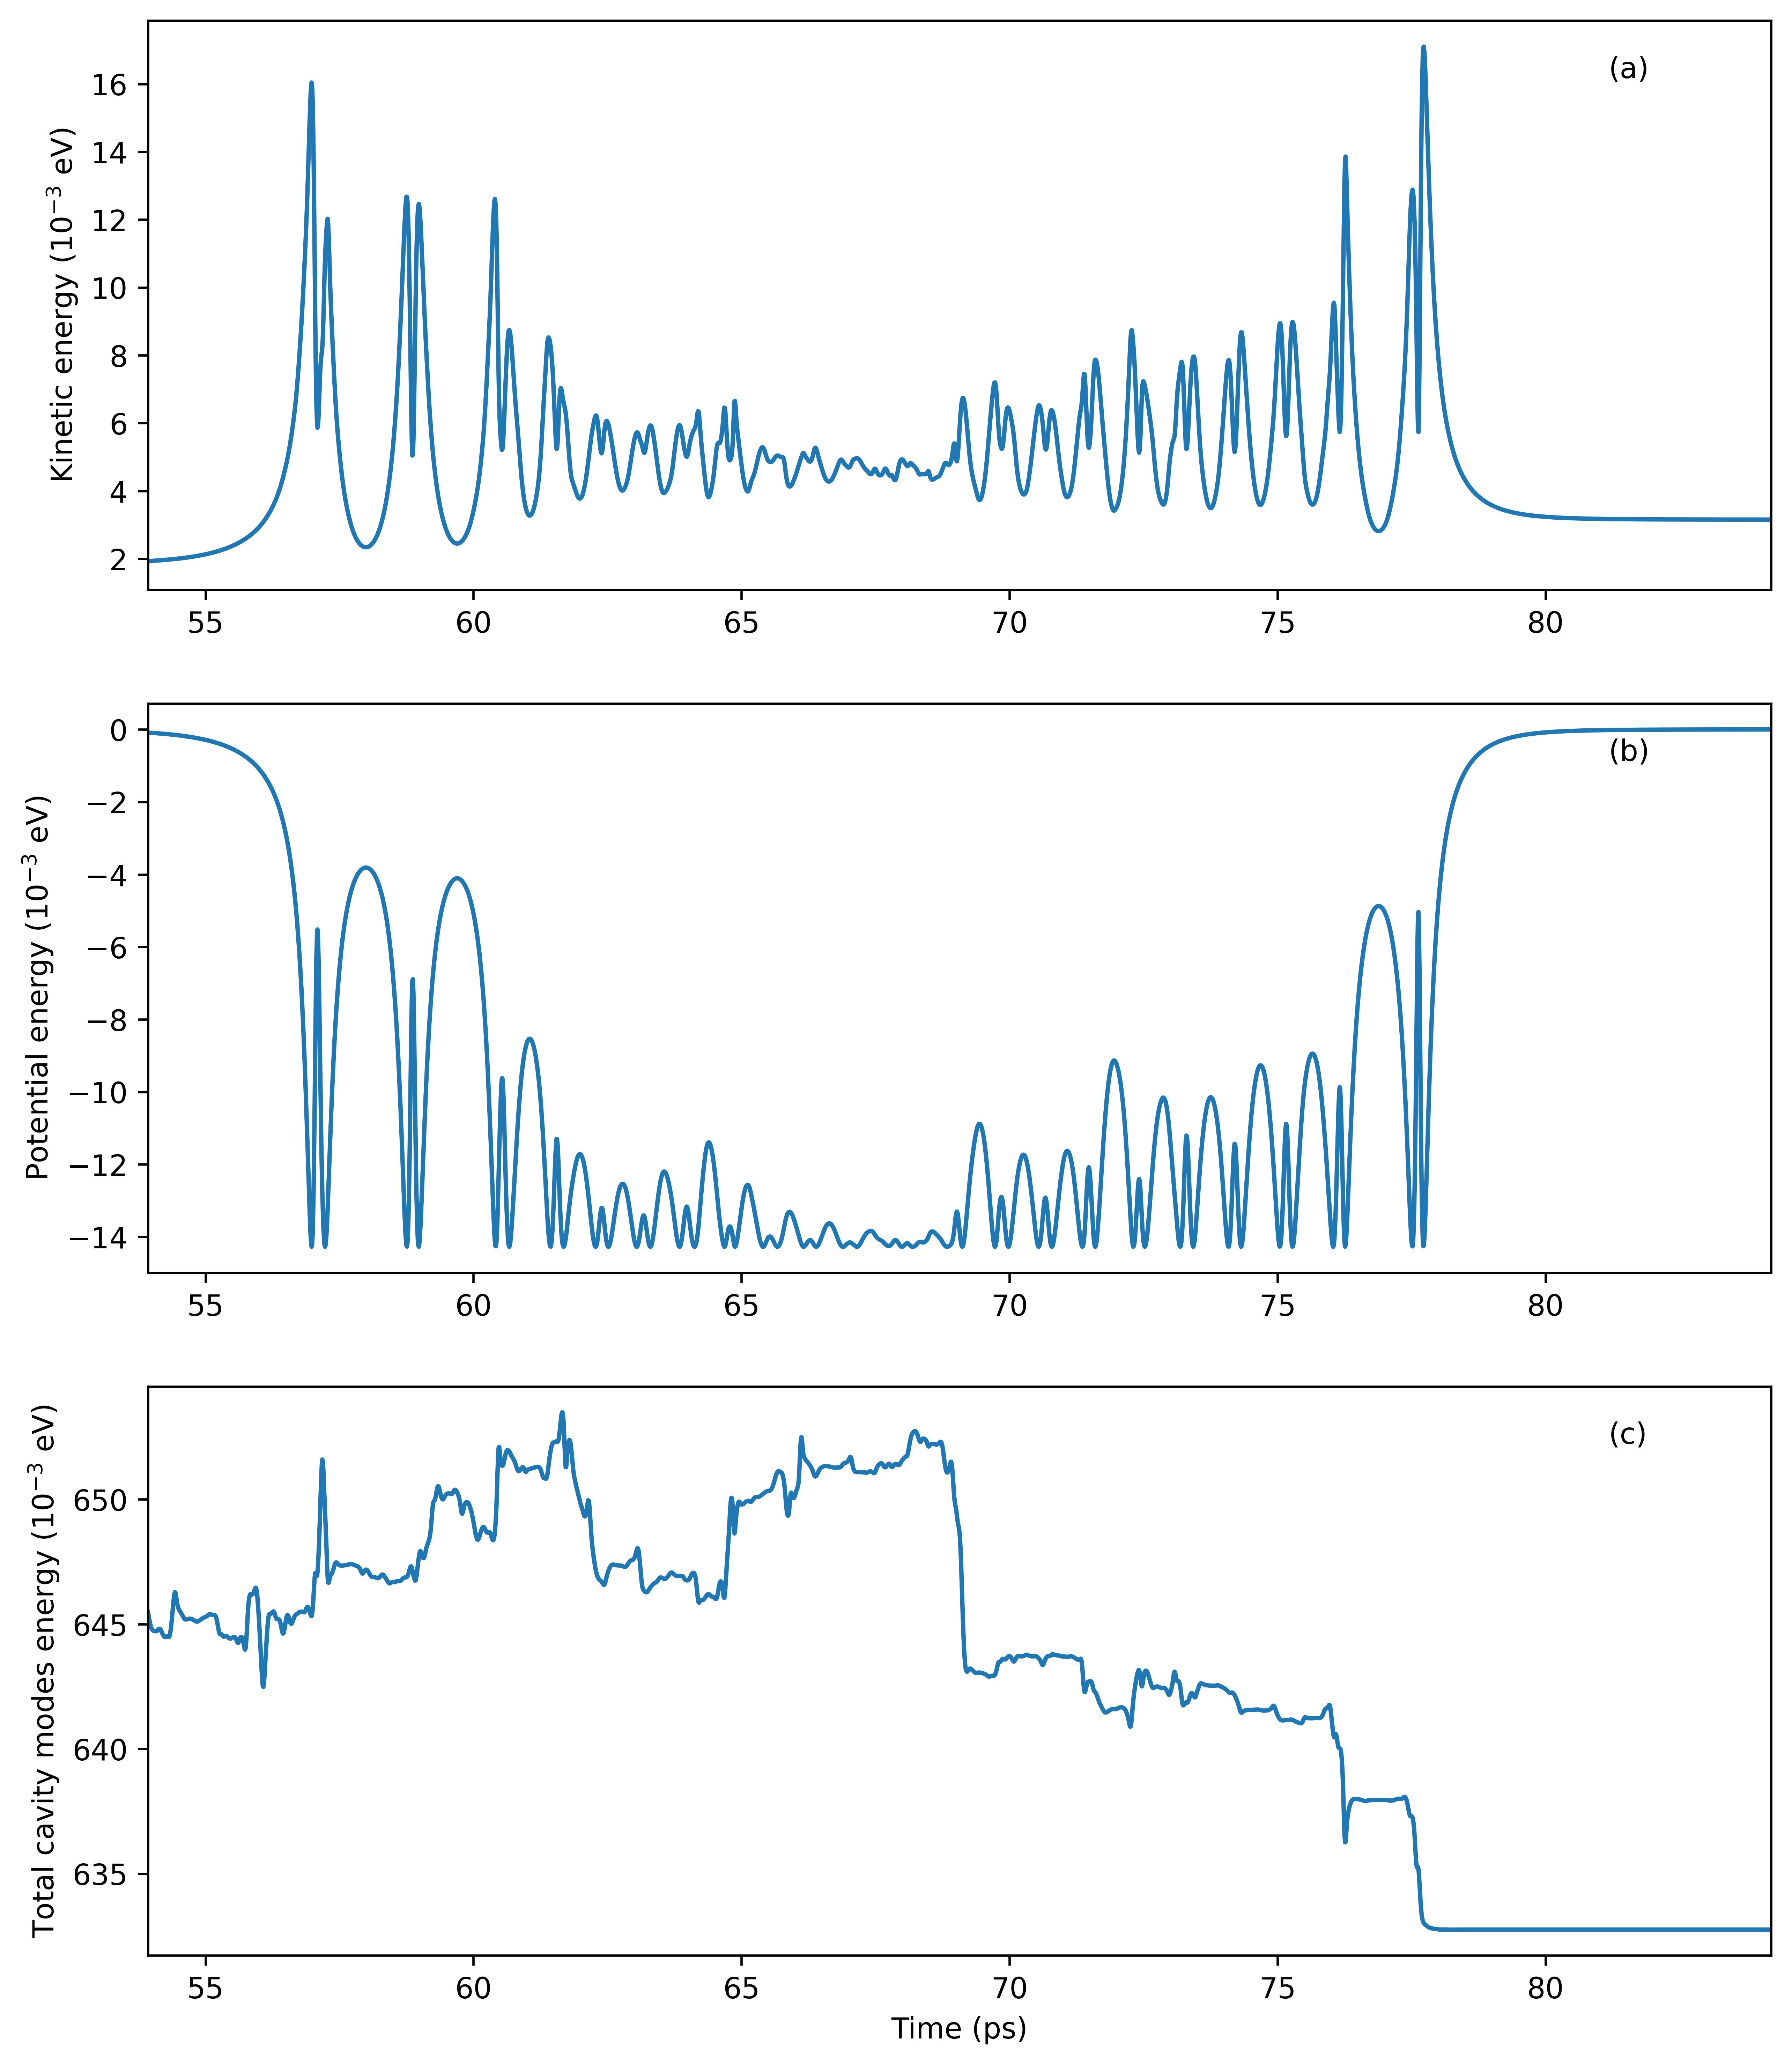 (a)
Kinetic energy (10⁻³ eV)
16
14
12
10
8
6
4
2
55 60 65 70 75 80
(b)
Potential energy (10⁻³ eV)
0
−2
−4
−6
−8
−10
−12
−14
55 60 65 70 75 80
(c)
Total cavity modes energy (10⁻³ eV)
650
645
640
635
55 60 65 70 75 80
Time (ps)